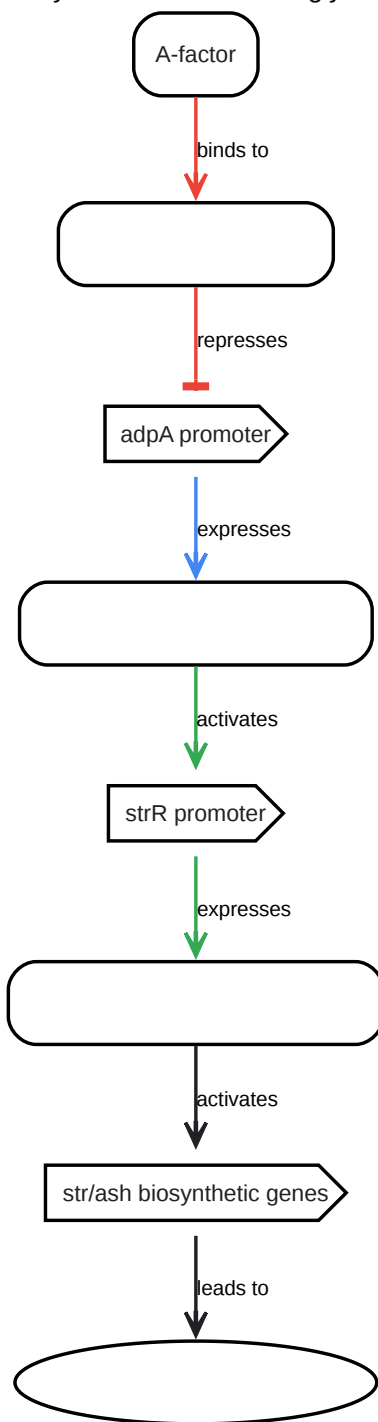 A-factor
binds to
represses
adpA promoter
expresses
activates
strR promoter
expresses
activates
str/ash biosynthetic genes
leads to